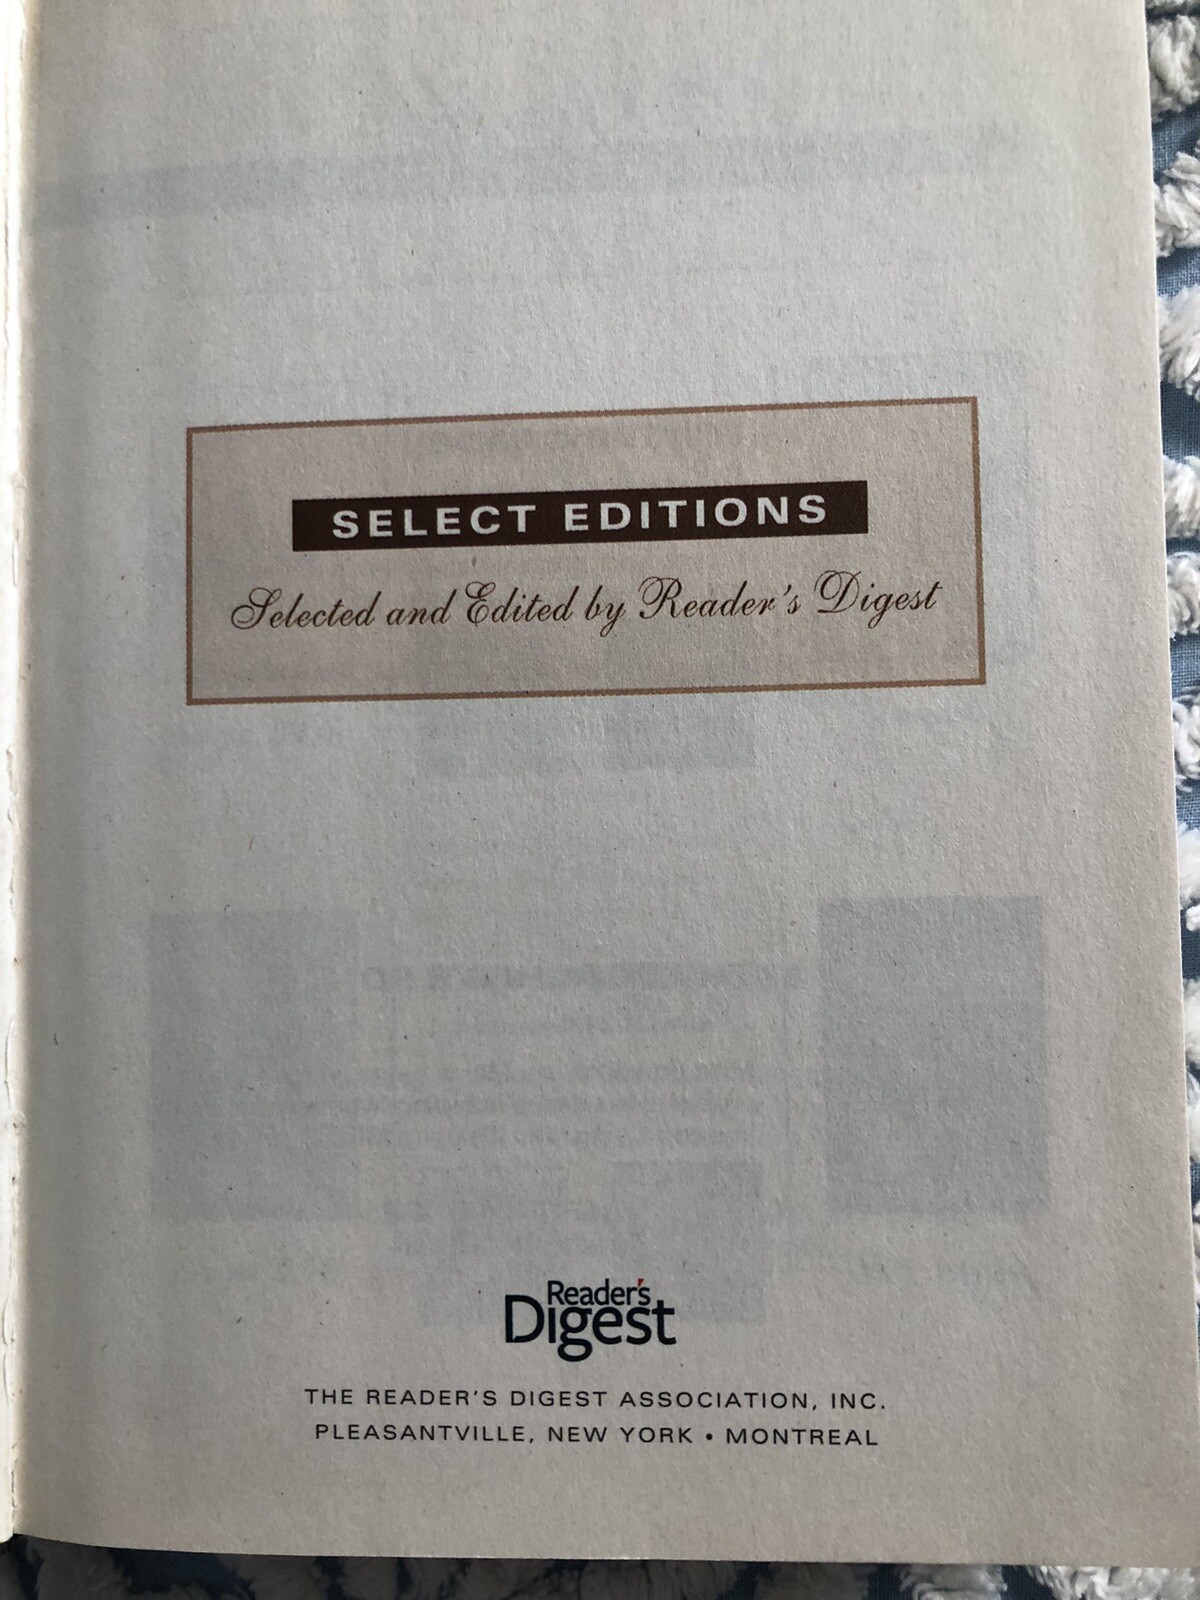 SELECT EDITIONS
Selected and Edited by Reader's Digest
Reader's
Digest
THE READER'S DIGEST ASSOCIATION, INC.
PLEASANTVILLE, NEW YORK • MONTREAL